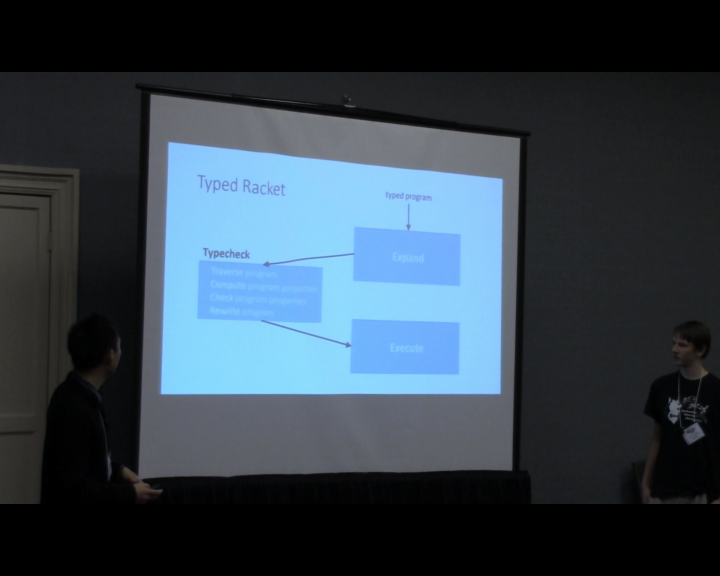 Typed Racket
typed program
Expand
Typecheck
Traverse program
Compute program properties
Check program properties
Rewrite program
Execute